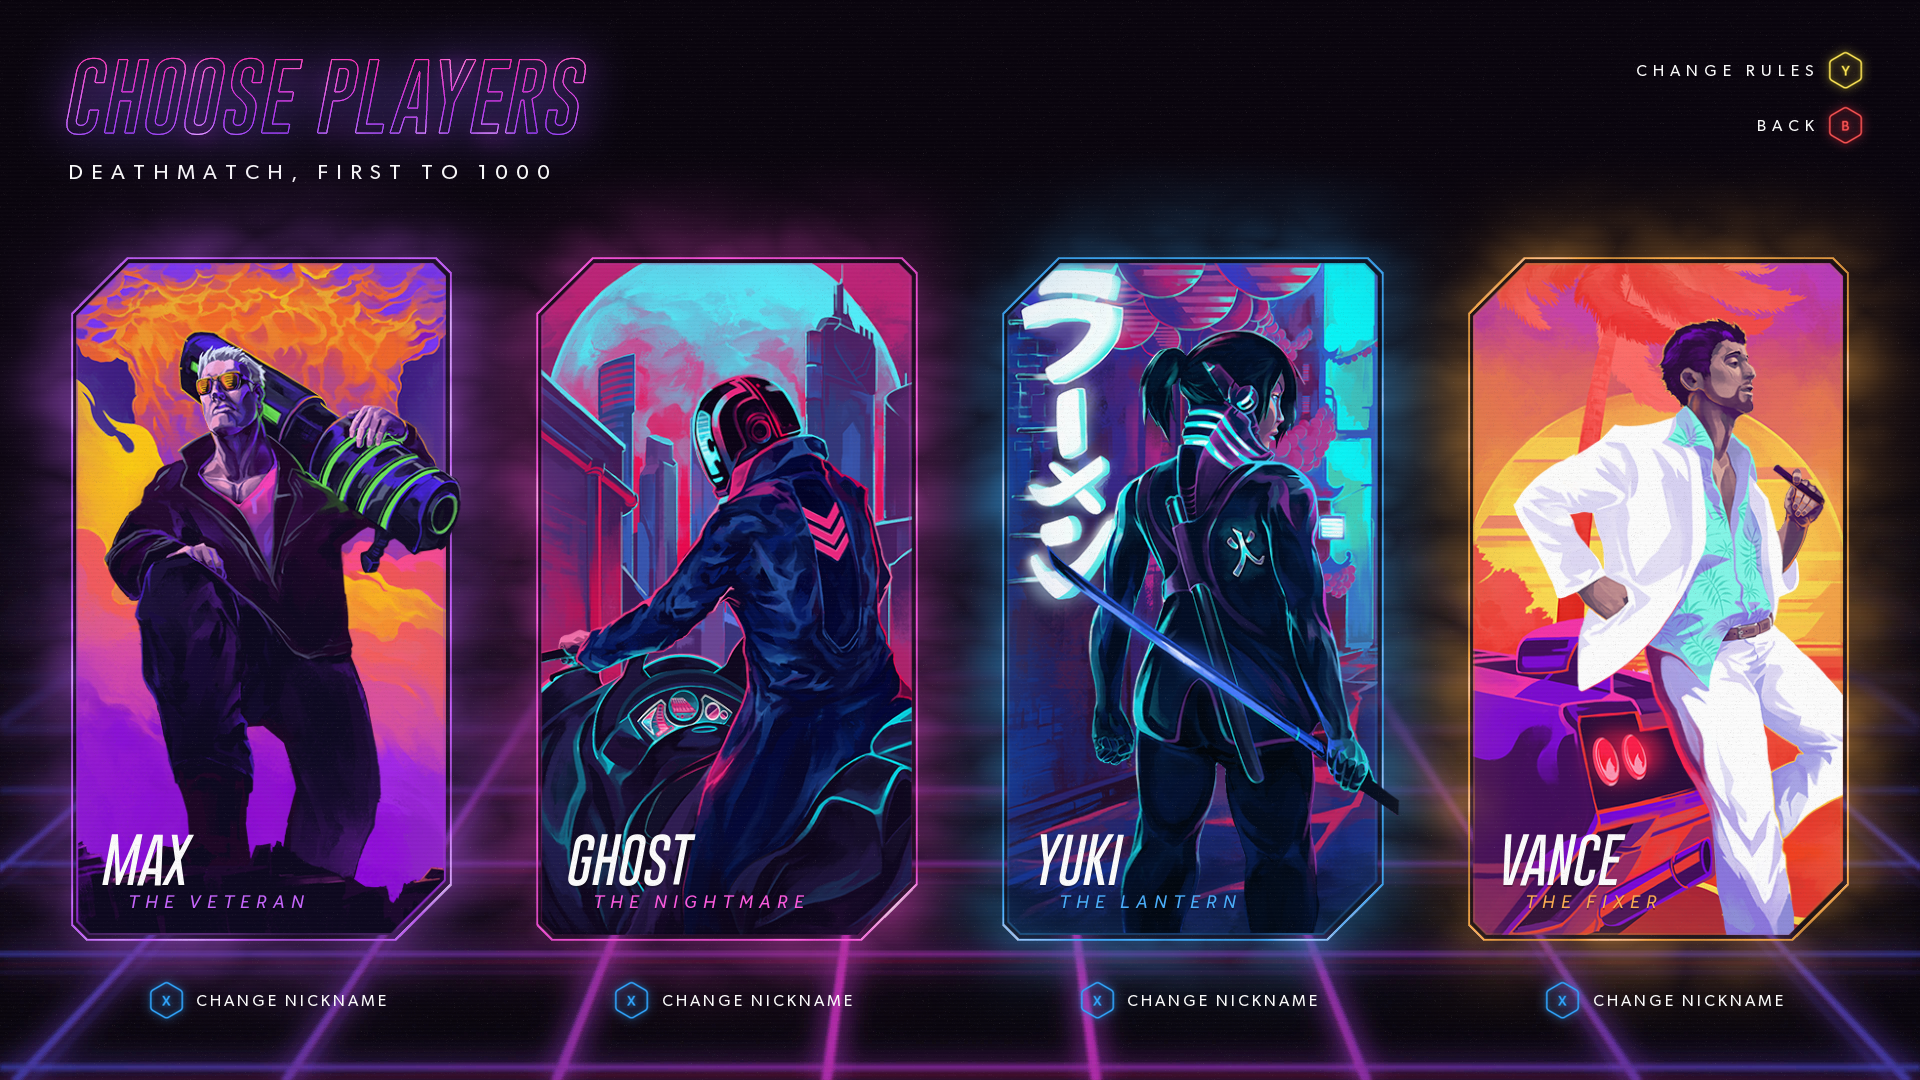 CHOOSE PLAYERS
DEATHMATCH, FIRST TO 1000
CHANGE RULES Y
BACK B
MAX
THE VETERAN
GHOST
THE NIGHTMARE
ラーメン
火
YUKI
THE LANTERN
VANCE
THE FIXER
X CHANGE NICKNAME
X CHANGE NICKNAME
X CHANGE NICKNAME
X CHANGE NICKNAME